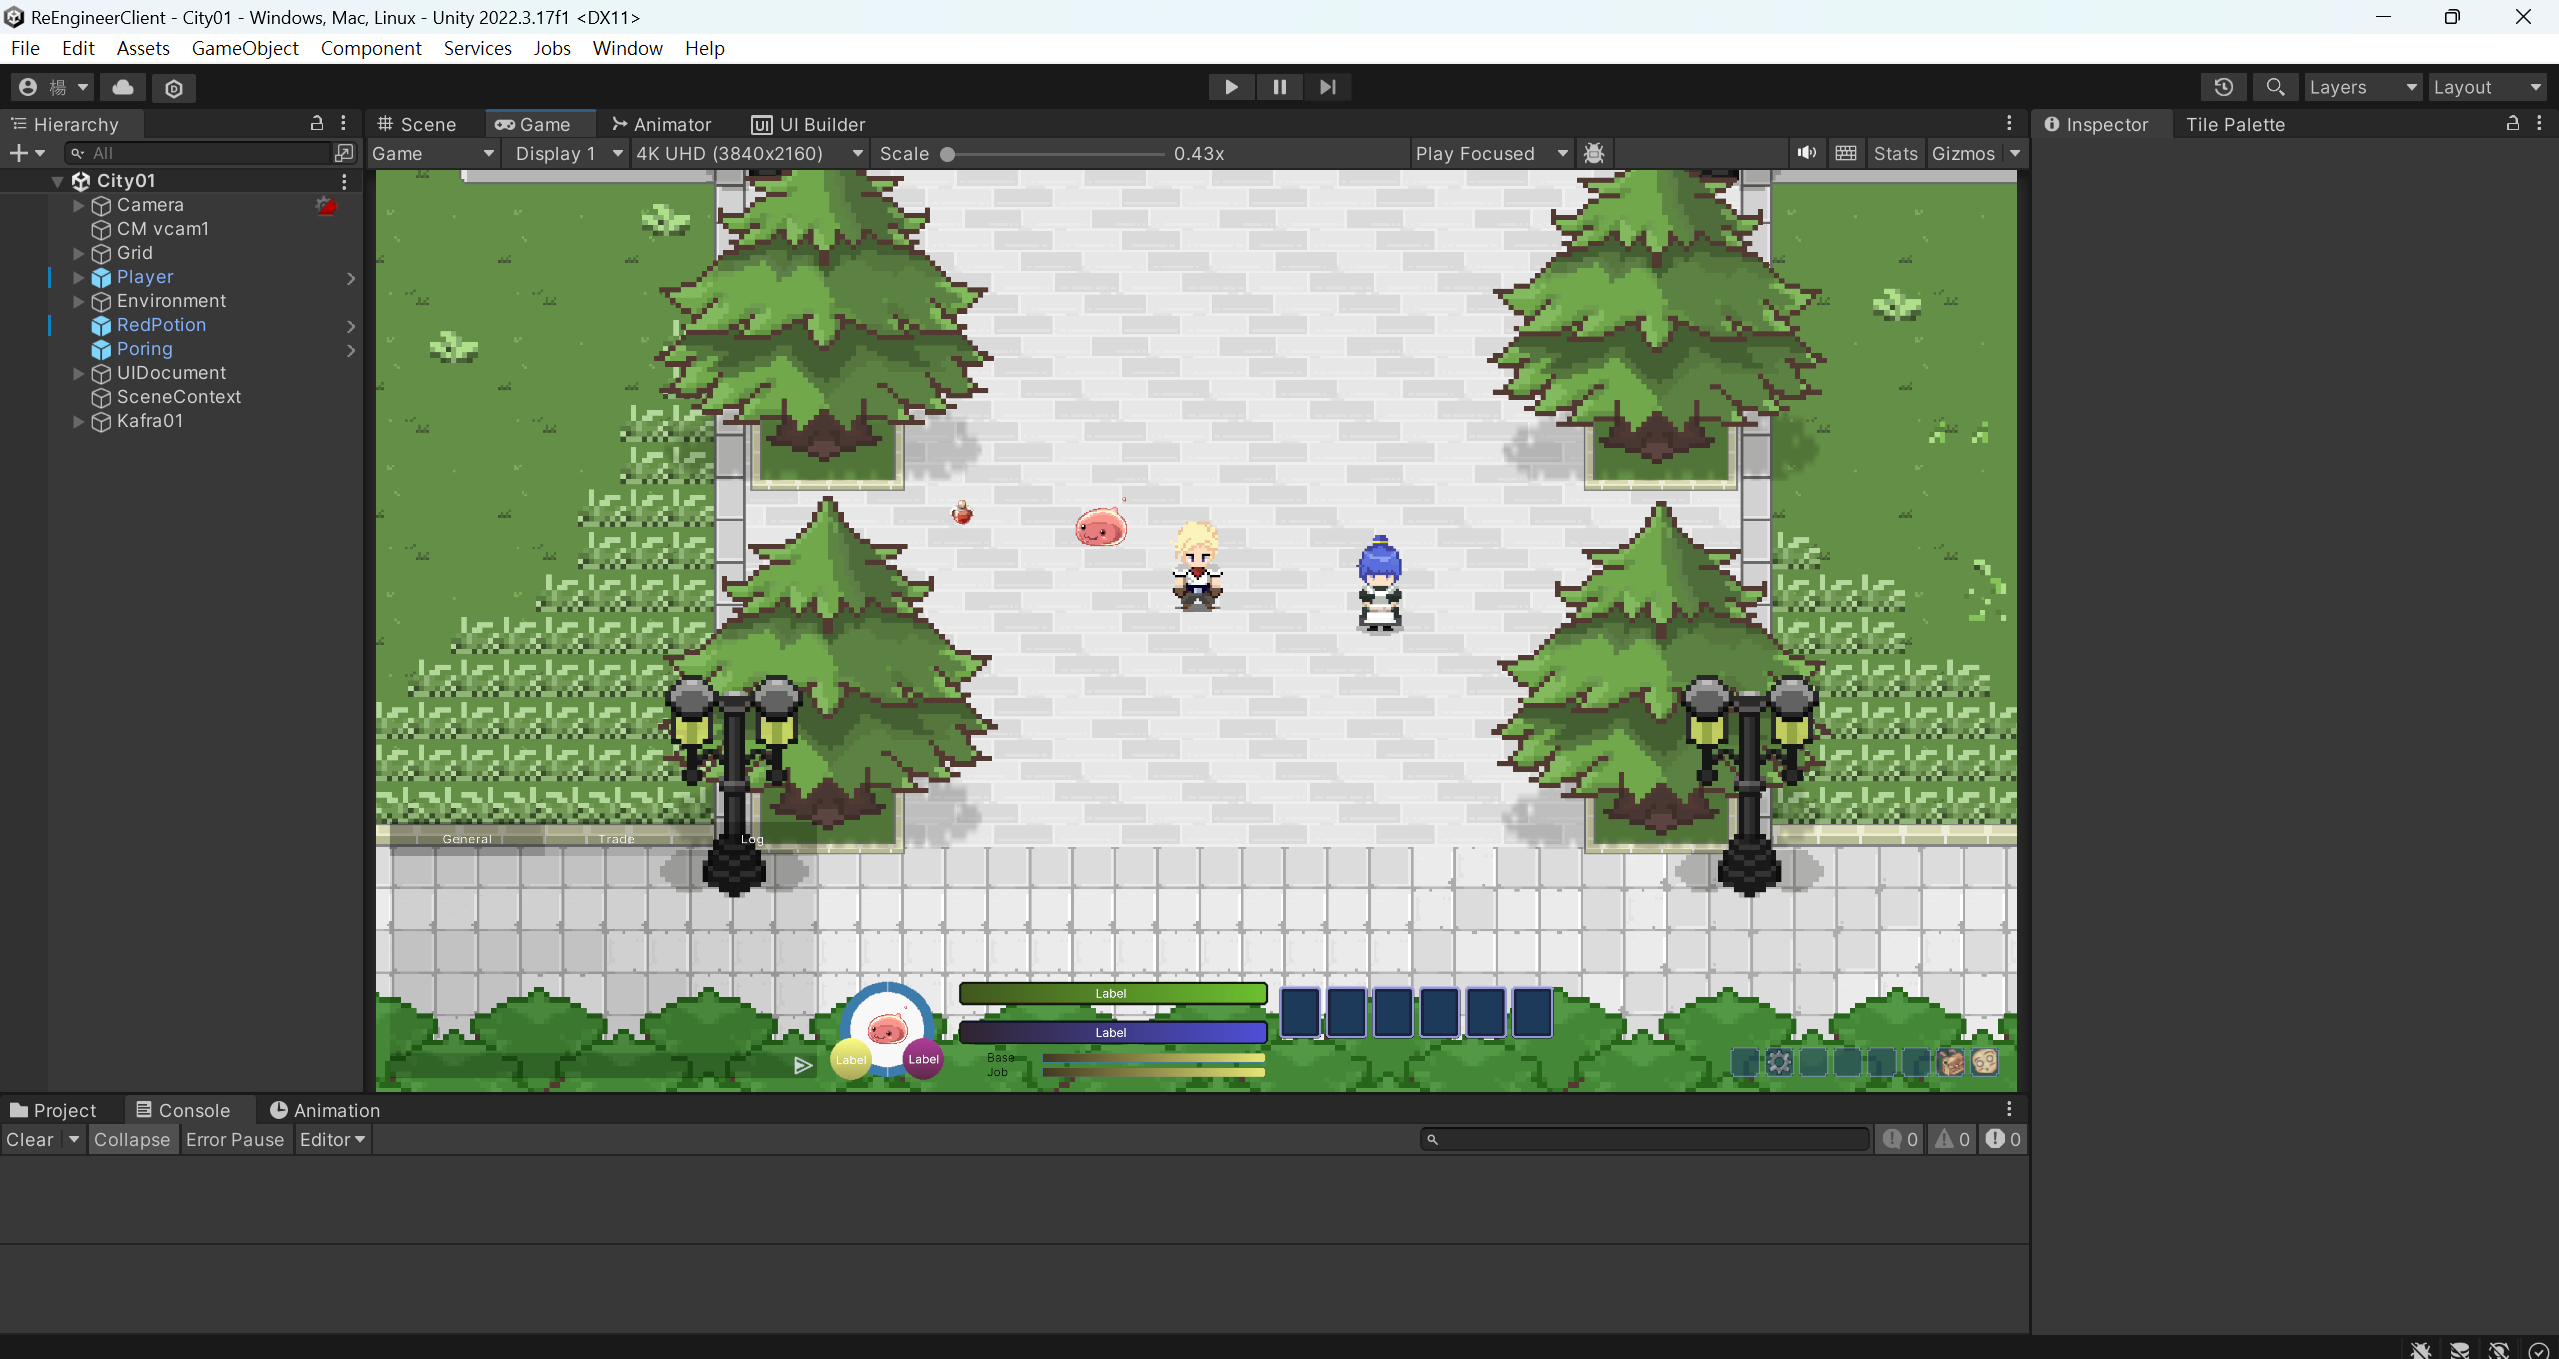 ReEngineerClient - City01 - Windows, Mac, Linux - Unity 2022.3.17f1 <DX11>
File Edit Assets GameObject Component Services Jobs Window Help
楊 Layers Layout
Hierarchy Scene Game Animator UI Builder Inspector Tile Palette
All Game Display 1 4K UHD (3840x2160) Scale 0.43x Play Focused Stats Gizmos
City01
Camera
CM vcam1
Grid
Player
Environment
RedPotion
Poring
UIDocument
SceneContext
Kafra01
General Trade Log
Label
Label
Label Label
Base
Job
Project Console Animation
Clear Collapse Error Pause Editor 0 0 0